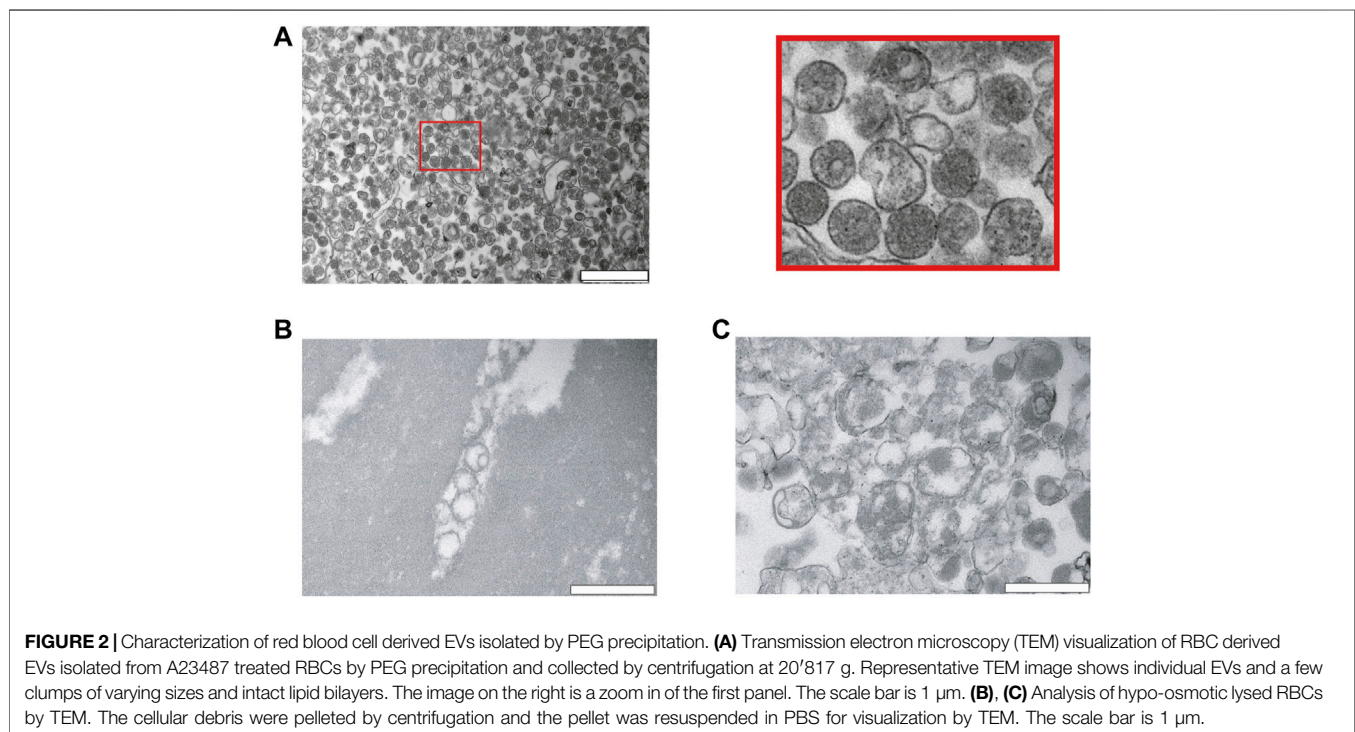 A
B
C
FIGURE 2 | Characterization of red blood cell derived EVs isolated by PEG precipitation. (A) Transmission electron microscopy (TEM) visualization of RBC derived
EVs isolated from A23487 treated RBCs by PEG precipitation and collected by centrifugation at 20′817 g. Representative TEM image shows individual EVs and a few
clumps of varying sizes and intact lipid bilayers. The image on the right is a zoom in of the first panel. The scale bar is 1 μm. (B), (C) Analysis of hypo-osmotic lysed RBCs
by TEM. The cellular debris were pelleted by centrifugation and the pellet was resuspended in PBS for visualization by TEM. The scale bar is 1 μm.